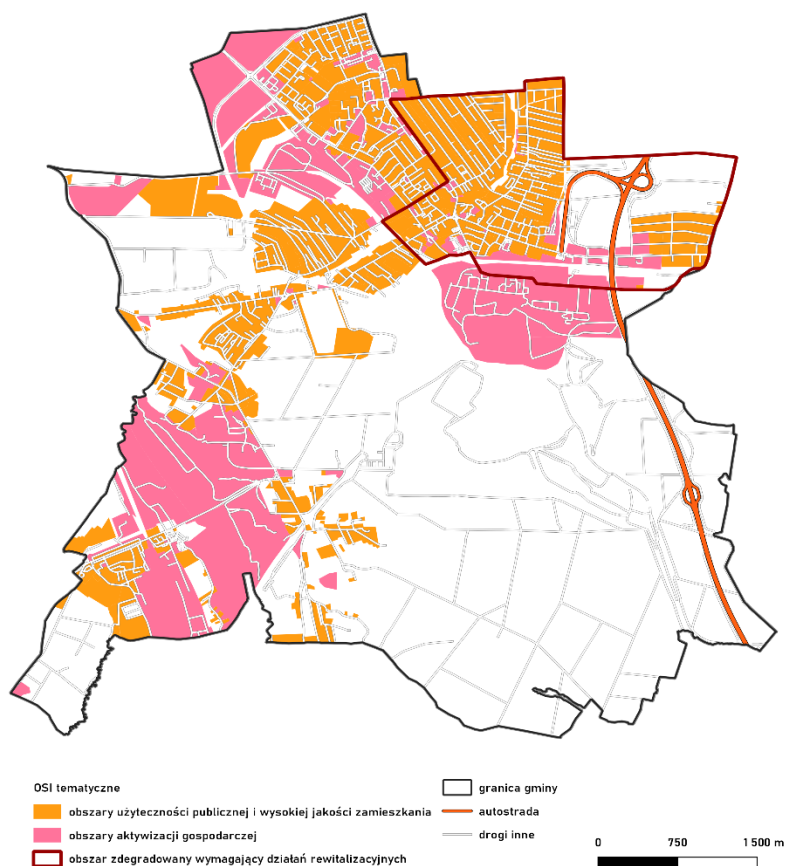 OSI tematyczne
obszary użyteczności publicznej i wysokiej jakości zamieszkania
obszary aktywizacji gospodarczej
obszar zdegradowany wymagający działań rewitalizacyjnych
granica gminy
autostrada
drogi inne
0 750 1 500 m